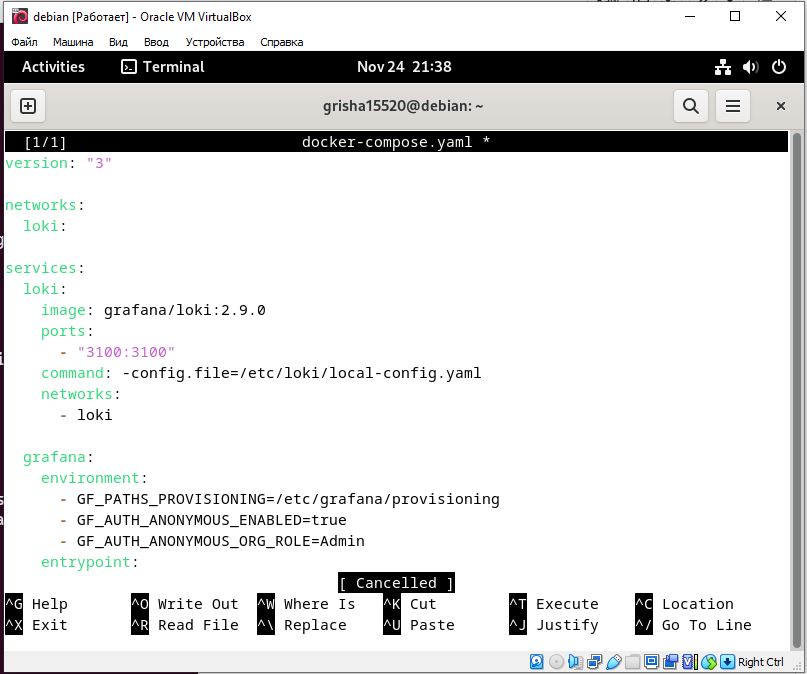 debian [Работает] - Oracle VM VirtualBox
Файл Машина Вид Ввод Устройства Справка
Activities Terminal Nov 24 21:38
grisha15520@debian: ~
[1/1] docker-compose.yaml *
version: "3"
networks:
loki:
services:
loki:
image: grafana/loki:2.9.0
ports:
- "3100:3100"
command: -config.file=/etc/loki/local-config.yaml
networks:
- loki
grafana:
environment:
- GF_PATHS_PROVISIONING=/etc/grafana/provisioning
- GF_AUTH_ANONYMOUS_ENABLED=true
- GF_AUTH_ANONYMOUS_ORG_ROLE=Admin
entrypoint:
[ Cancelled ]
^G Help ^O Write Out ^W Where Is ^K Cut ^T Execute ^C Location
^X Exit ^R Read File ^\ Replace ^U Paste ^J Justify ^/ Go To Line
Right Ctrl